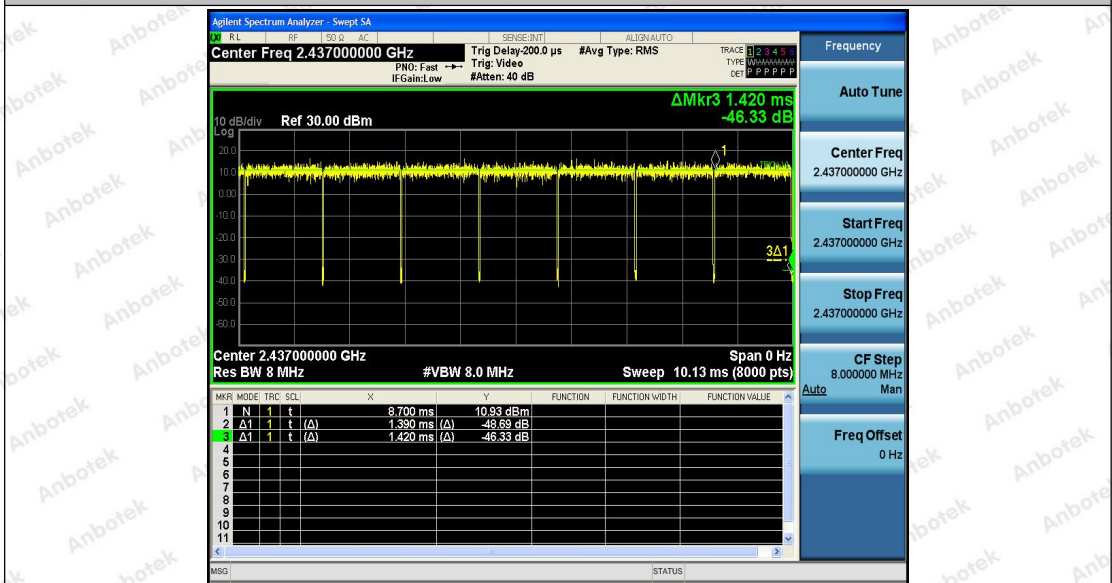 Agilent Spectrum Analyzer - Swept SA
RL RF 50 Ω AC SENSE:INT ALIGNAUTO
Center Freq 2.437000000 GHz
PNO: Fast
IFGain:Low
Trig Delay-200.0 µs
Trig: Video
#Atten: 40 dB
#Avg Type: RMS
TRACE 1 2 3 4 5 6
TYPE
DET P P P P P P
ΔMkr3 1.420 ms
-46.33 dB
10 dB/div Ref 30.00 dBm
Log
20.0
10.0
0.00
-10.0
-20.0
-30.0
-40.0
-50.0
-60.0
1
3Δ1
Center 2.437000000 GHz Span 0 Hz
Res BW 8 MHz #VBW 8.0 MHz Sweep 10.13 ms (8000 pts)
MKR MODE TRC SCL X Y FUNCTION FUNCTION WIDTH FUNCTION VALUE
1 N 1 t 8.700 ms 10.93 dBm
2 Δ1 1 t (Δ) 1.390 ms (Δ) -48.69 dB
3 Δ1 1 t (Δ) 1.420 ms (Δ) -46.33 dB
4
5
6
7
8
9
10
11
MSG STATUS
Frequency
Auto Tune
Center Freq
2.437000000 GHz
Start Freq
2.437000000 GHz
Stop Freq
2.437000000 GHz
CF Step
8.000000 MHz
Auto Man
Freq Offset
0 Hz
Anbotek